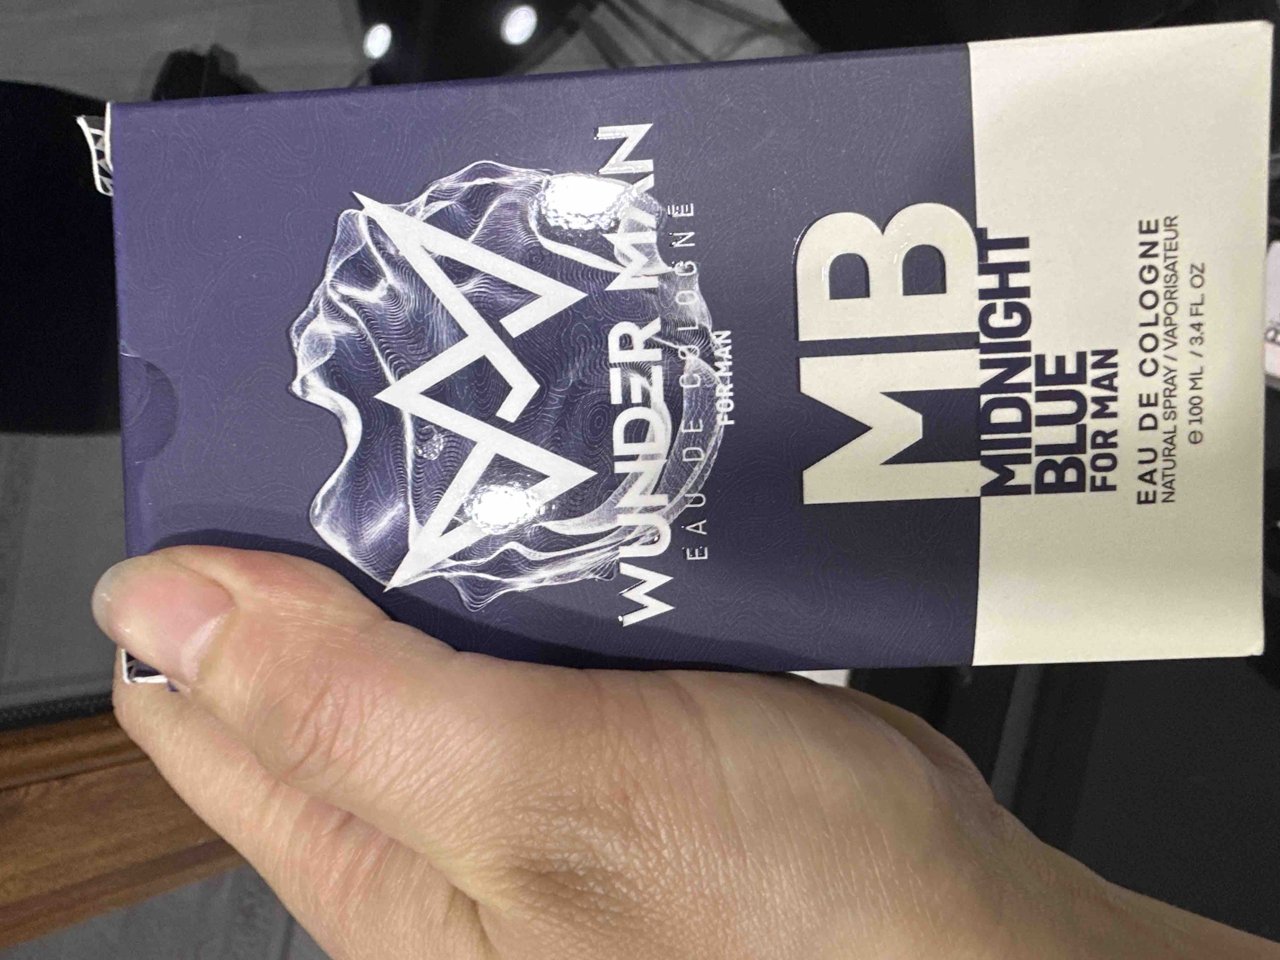 WUNDER MAN
EAU DE COLOGNE
FOR MAN
MB
MIDNIGHT
BLUE
FOR MAN
EAU DE COLOGNE
NATURAL SPRAY / VAPORISATEUR
℮ 100 ML / 3.4 FL OZ